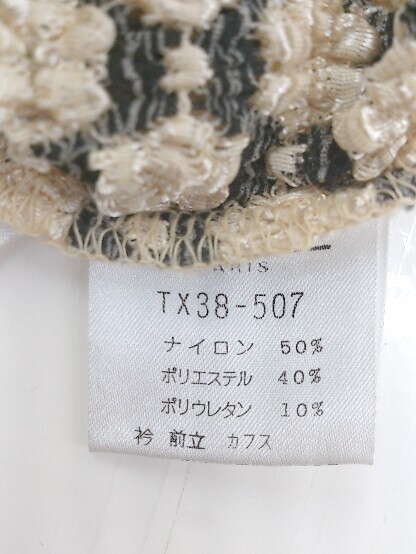 TX38-507
ナイロン 50%
ポリエステル 40%
ポリウレタン 10%
衿 前立 カフス